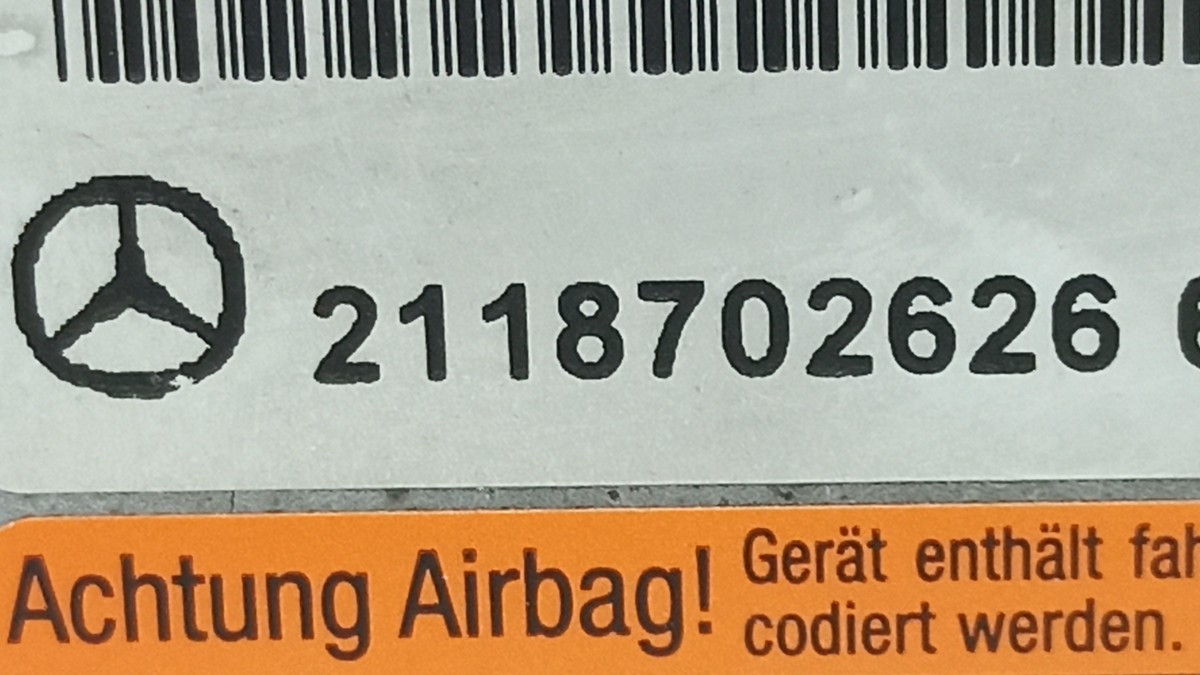 2118702626
Achtung Airbag!
Gerät enthält
codiert werden.